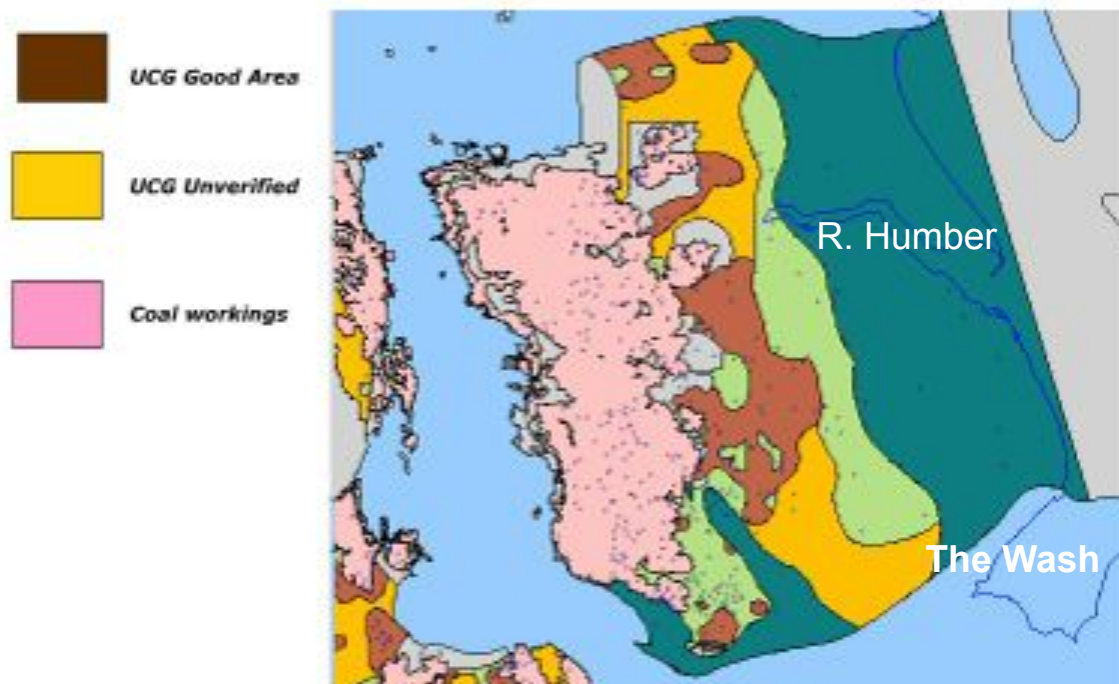 UCG Good Area
UCG Unverified
Coal workings
R. Humber
The Wash